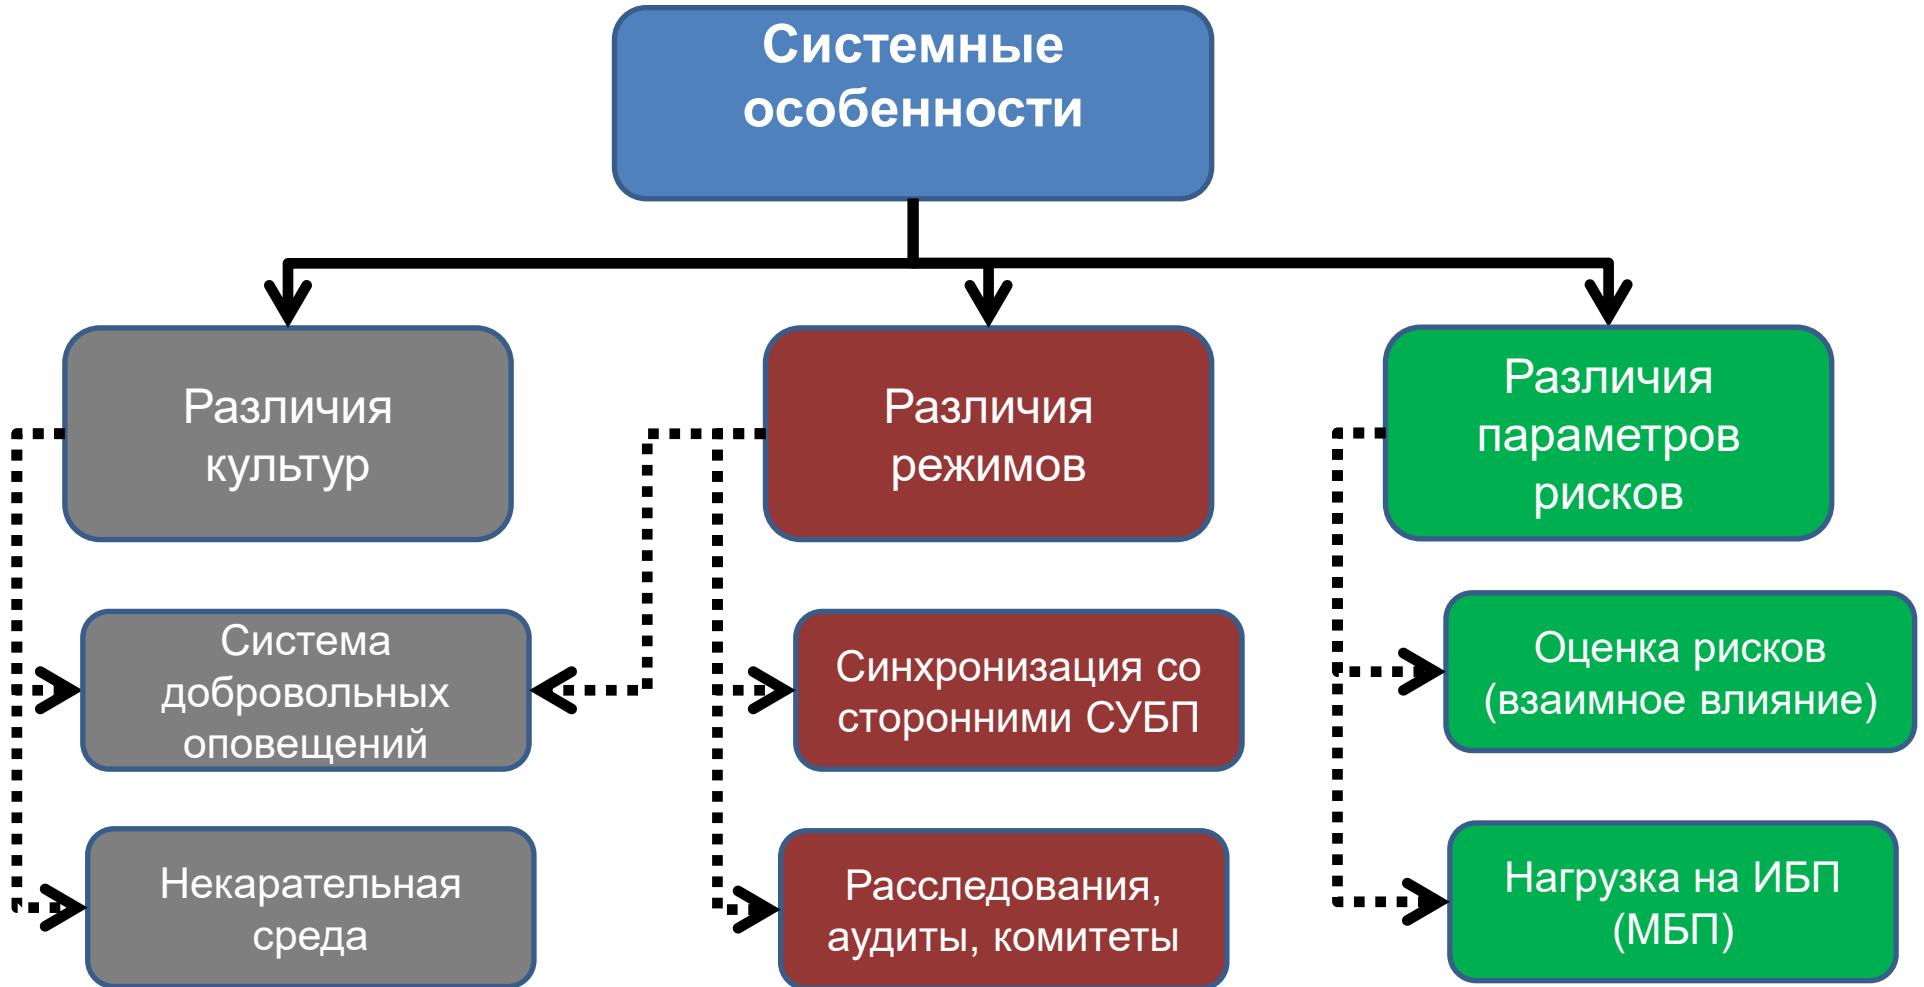 Системные
особенности
Различия
культур
Различия
режимов
Различия
параметров
рисков
Система
добровольных
оповещений
Синхронизация со
сторонними СУБП
Оценка рисков
(взаимное влияние)
Некарательная
среда
Расследования,
аудиты, комитеты
Нагрузка на ИБП
(МБП)